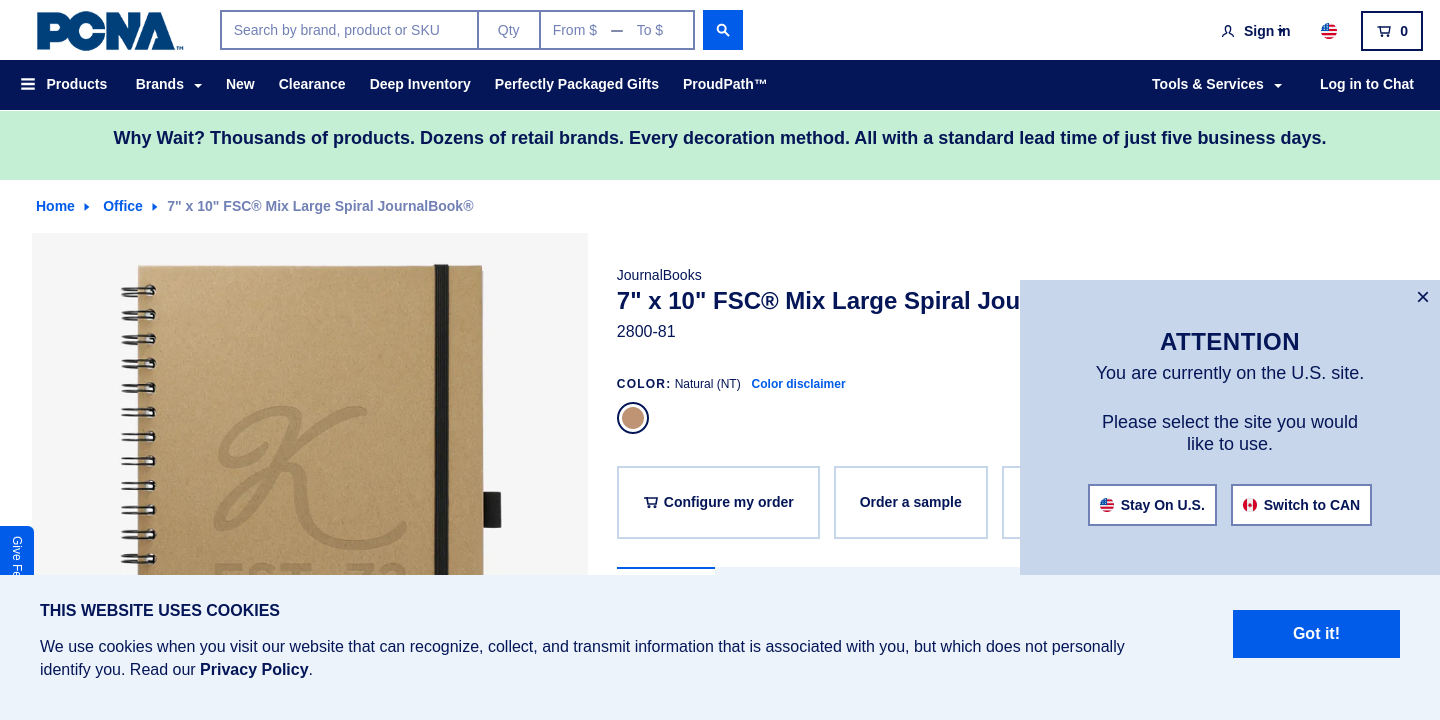 PCNA™
Search by brand, product or SKU Qty From $ — To $
Sign in 0
Products Brands New Clearance Deep Inventory Perfectly Packaged Gifts ProudPath™ Tools & Services Log in to Chat
Why Wait? Thousands of products. Dozens of retail brands. Every decoration method. All with a standard lead time of just five business days.
Home Office 7" x 10" FSC® Mix Large Spiral JournalBook®
K
EST. 73
JournalBooks
7" x 10" FSC® Mix Large Spiral Jou
2800-81
COLOR: Natural (NT) Color disclaimer
Configure my order Order a sample
×
ATTENTION
You are currently on the U.S. site.
Please select the site you would
like to use.
Stay On U.S. Switch to CAN
Give
THIS WEBSITE USES COOKIES
We use cookies when you visit our website that can recognize, collect, and transmit information that is associated with you, but which does not personally
identify you. Read our Privacy Policy.
Got it!